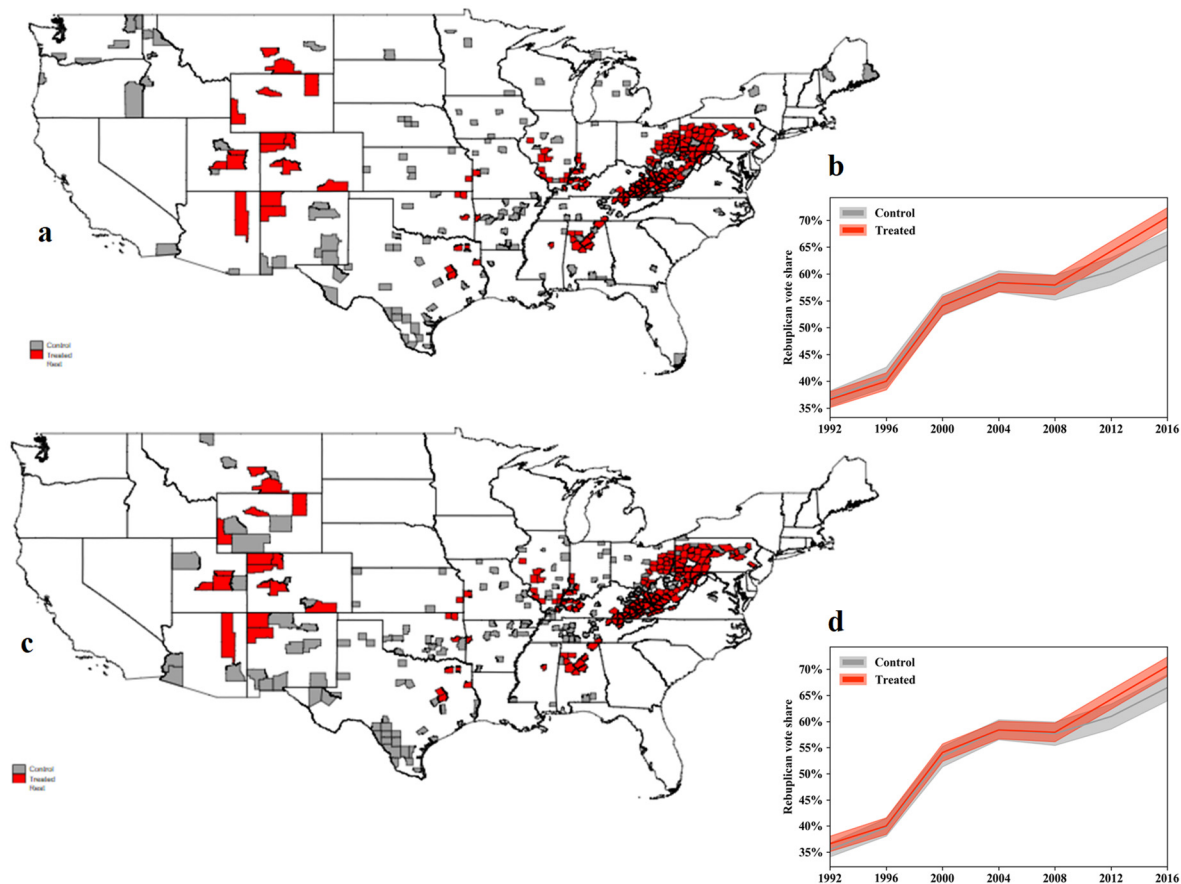 a
Control
Treated
Rest
b
Control
Treated
Rebuplican vote share
70%
65%
60%
55%
50%
45%
40%
35%
1992 1996 2000 2004 2008 2012 2016
c
Control
Treated
Rest
d
Control
Treated
Rebuplican vote share
70%
65%
60%
55%
50%
45%
40%
35%
1992 1996 2000 2004 2008 2012 2016